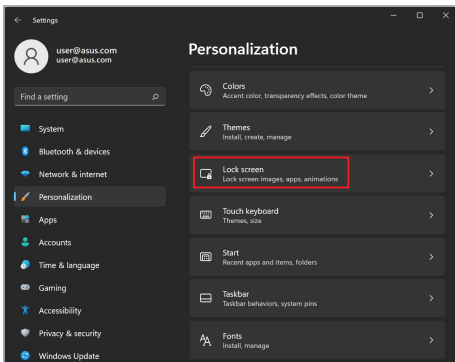 Settings
user@asus.com
user@asus.com
Find a setting
System
Bluetooth & devices
Network & internet
Personalization
Apps
Accounts
Time & language
Gaming
Accessibility
Privacy & security
Windows Update
Personalization
Colors
Accent color, transparency effects, color theme
Themes
Install, create, manage
Lock screen
Lock screen images, apps, animations
Touch keyboard
Themes, size
Start
Recent apps and items, folders
Taskbar
Taskbar behaviors, system pins
Fonts
Install, manage